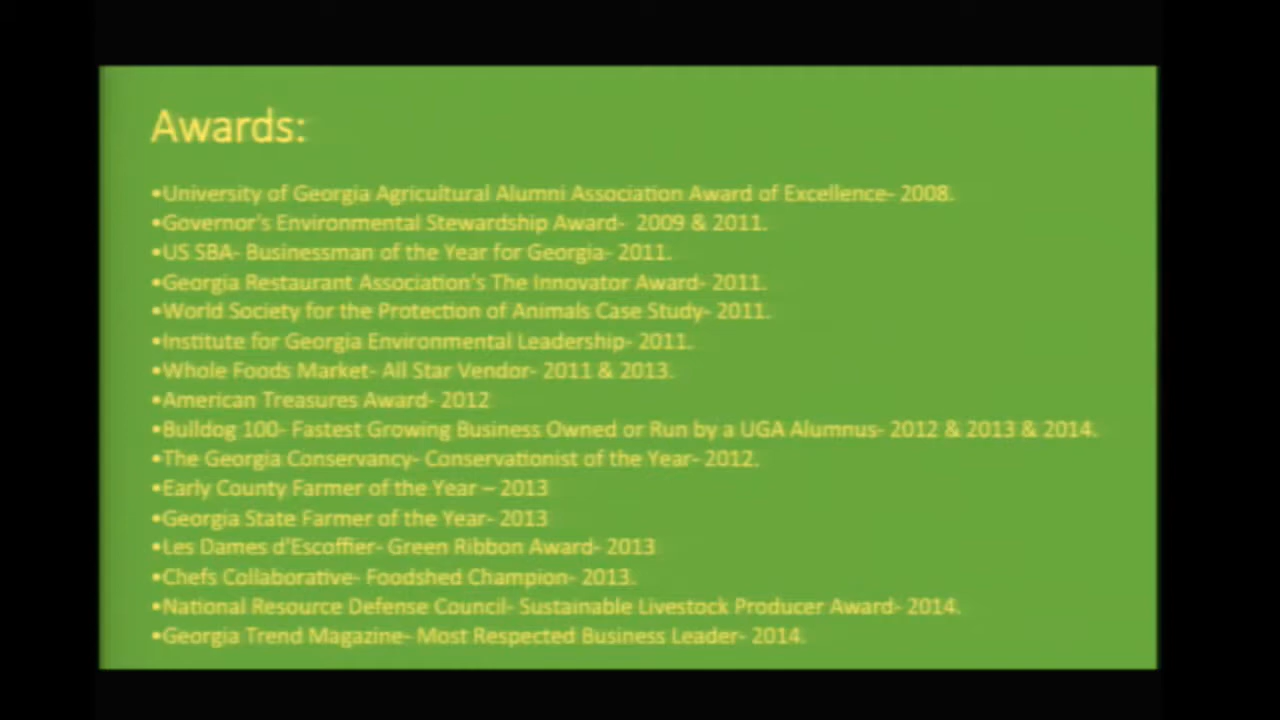 Awards:
•University of Georgia Agricultural Alumni Association Award of Excellence- 2008.
•Governor's Environmental Stewardship Award-  2009 & 2011.
•US SBA- Businessman of the Year for Georgia- 2011.
•Georgia Restaurant Association's The Innovator Award- 2011.
•World Society for the Protection of Animals Case Study- 2011.
•Institute for Georgia Environmental Leadership- 2011.
•Whole Foods Market- All Star Vendor- 2011 & 2013.
•American Treasures Award- 2012
•Bulldog 100- Fastest Growing Business Owned or Run by a UGA Alumnus- 2012 & 2013 & 2014.
•The Georgia Conservancy- Conservationist of the Year- 2012.
•Early County Farmer of the Year – 2013
•Georgia State Farmer of the Year- 2013
•Les Dames d'Escoffier- Green Ribbon Award- 2013
•Chefs Collaborative- Foodshed Champion- 2013.
•National Resource Defense Council- Sustainable Livestock Producer Award- 2014.
•Georgia Trend Magazine- Most Respected Business Leader- 2014.